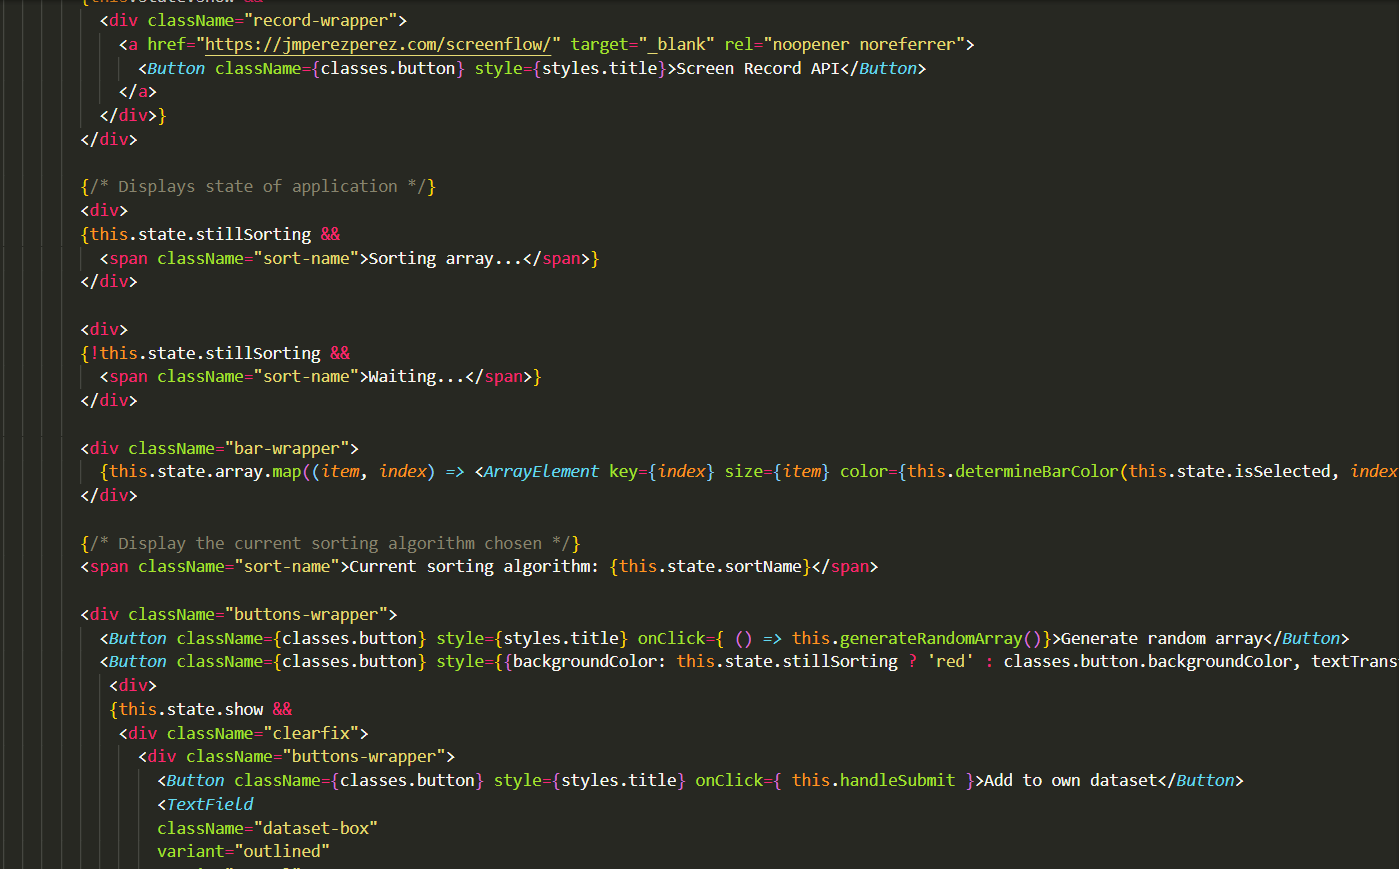 {this.state.show &&
<div className="record-wrapper">
<a href="https://jmperezperez.com/screenflow/" target="_blank" rel="noopener noreferrer">
<Button className={classes.button} style={styles.title}>Screen Record API</Button>
</a>
</div>}
</div>
{/* Displays state of application */}
<div>
{this.state.stillSorting &&
<span className="sort-name">Sorting array...</span>}
</div>
<div>
{!this.state.stillSorting &&
<span className="sort-name">Waiting...</span>}
</div>
<div className="bar-wrapper">
{this.state.array.map((item, index) => <ArrayElement key={index} size={item} color={this.determineBarColor(this.state.isSelected, index
</div>
{/* Display the current sorting algorithm chosen */}
<span className="sort-name">Current sorting algorithm: {this.state.sortName}</span>
<div className="buttons-wrapper">
<Button className={classes.button} style={styles.title} onClick={ () => this.generateRandomArray()}>Generate random array</Button>
<Button className={classes.button} style={{backgroundColor: this.state.stillSorting ? 'red' : classes.button.backgroundColor, textTrans
<div>
{this.state.show &&
<div className="clearfix">
<div className="buttons-wrapper">
<Button className={classes.button} style={styles.title} onClick={ this.handleSubmit }>Add to own dataset</Button>
<TextField
className="dataset-box"
variant="outlined"